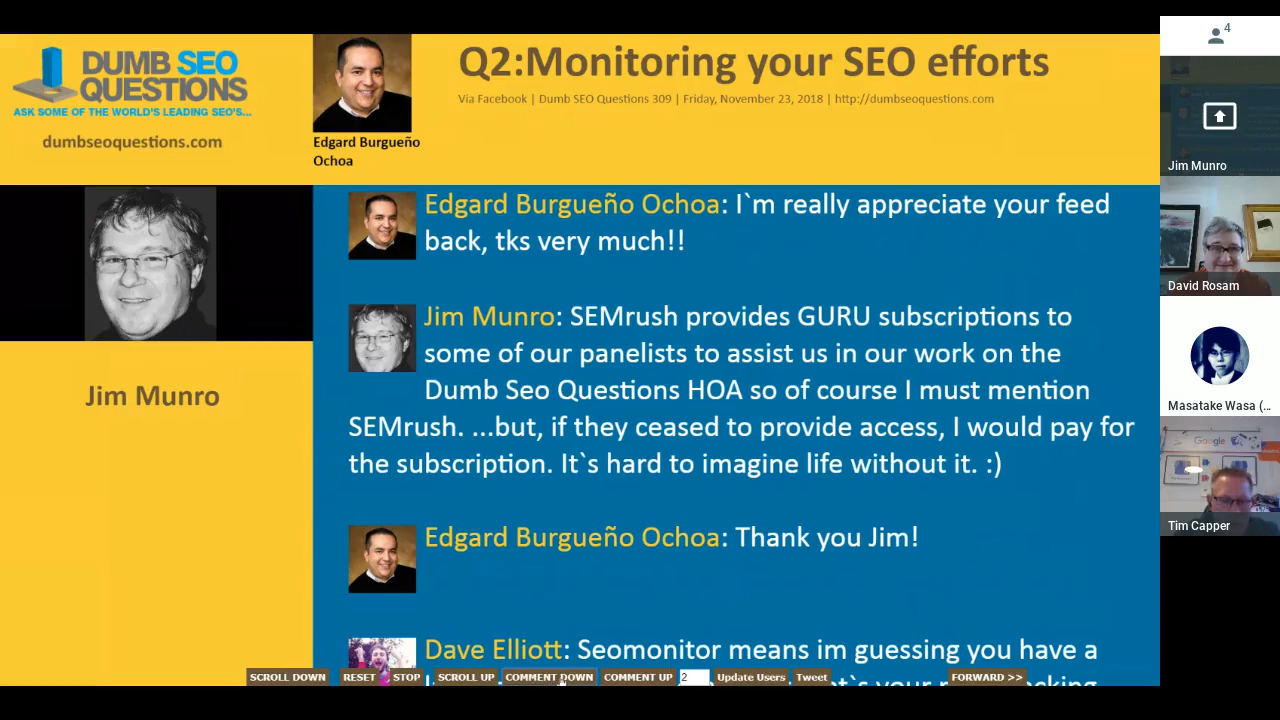 DUMB SEO
QUESTIONS
ASK SOME OF THE WORLD'S LEADING SEO'S...
dumbseoquestions.com
Edgard Burgueño
Ochoa
Q2:Monitoring your SEO efforts
Via Facebook | Dumb SEO Questions 309 | Friday, November 23, 2018 | http://dumbseoquestions.com
Jim Munro
Edgard Burgueño Ochoa: I`m really appreciate your feed
back, tks very much!!
Jim Munro: SEMrush provides GURU subscriptions to
some of our panelists to assist us in our work on the
Dumb Seo Questions HOA so of course I must mention
SEMrush. ...but, if they ceased to provide access, I would pay for
the subscription. It`s hard to imagine life without it. :)
Edgard Burgueño Ochoa: Thank you Jim!
Dave Elliott: Seomonitor means im guessing you have a
SCROLL DOWN RESET STOP SCROLL UP COMMENT DOWN COMMENT UP 2 Update Users Tweet FORWARD >>
4
Jim Munro
David Rosam
Masatake Wasa (...
Google
Tim Capper